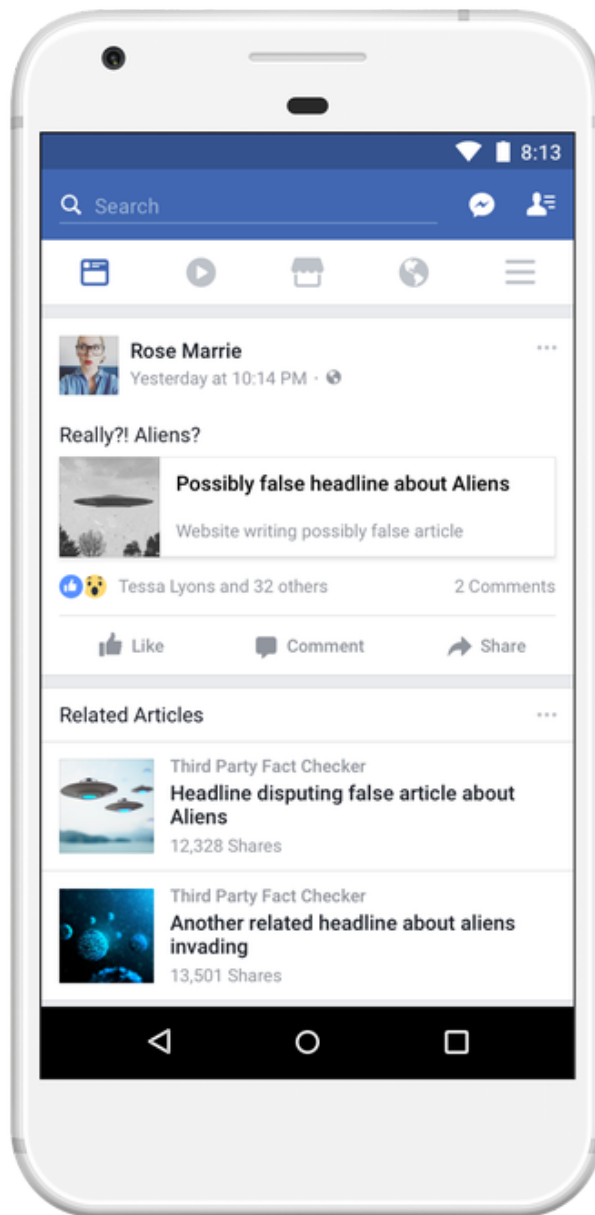 8:13
Search
Rose Marrie
Yesterday at 10:14 PM ·
Really?! Aliens?
Possibly false headline about Aliens
Website writing possibly false article
Tessa Lyons and 32 others 2 Comments
Like Comment Share
Related Articles
Third Party Fact Checker
Headline disputing false article about
Aliens
12,328 Shares
Third Party Fact Checker
Another related headline about aliens
invading
13,501 Shares